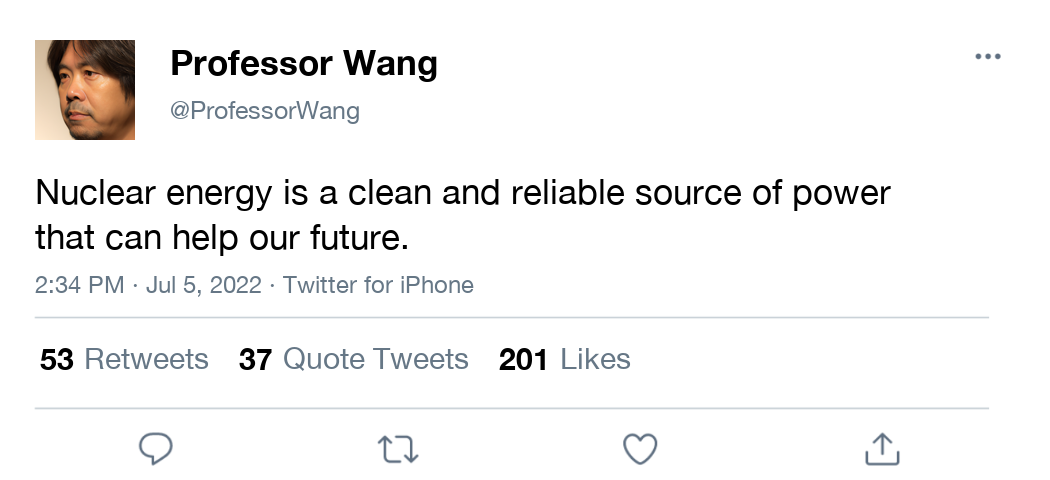 Professor Wang
@ProfessorWang
Nuclear energy is a clean and reliable source of power
that can help our future.
2:34 PM · Jul 5, 2022 · Twitter for iPhone
53 Retweets 37 Quote Tweets 201 Likes